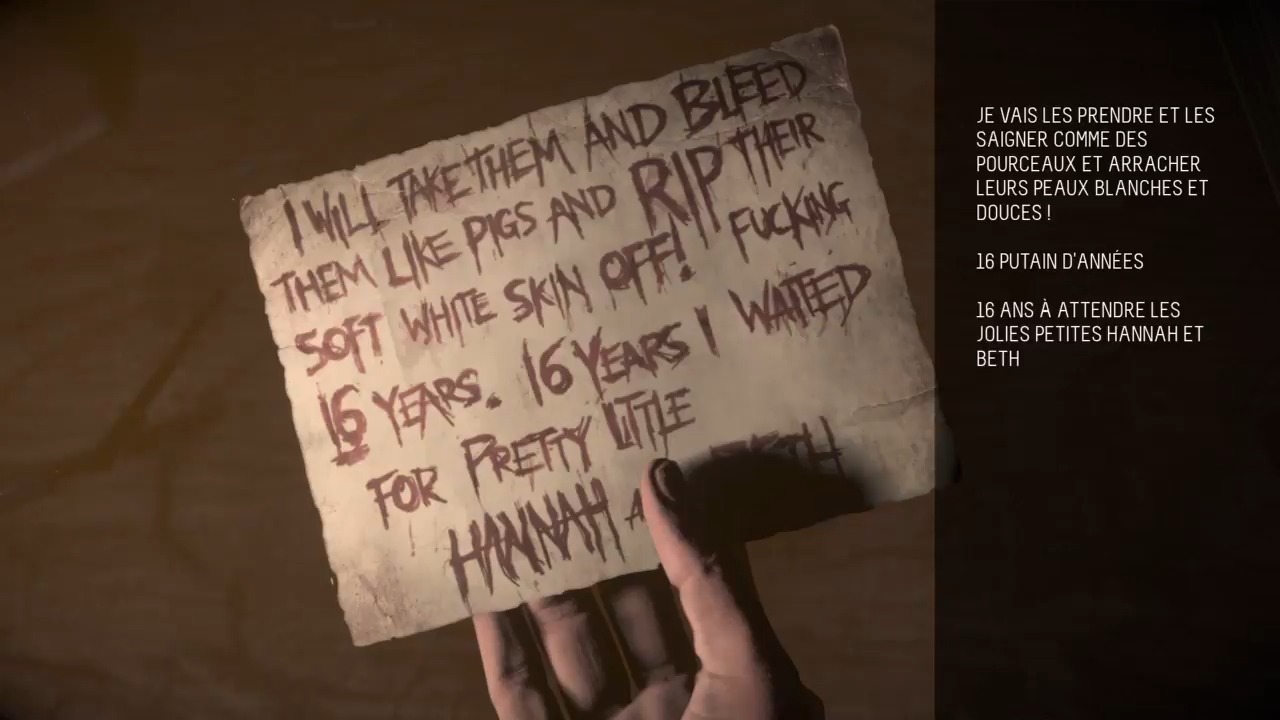 I WILL TAKE THEM AND BLEED
THEM LIKE PIGS AND RIP THEIR
SOFT WHITE SKIN OFF! FUCKING
16 YEARS. 16 YEARS I WAITED
FOR PRETTY LITTLE
HANNAH A BETH
JE VAIS LES PRENDRE ET LES
SAIGNER COMME DES
POURCEAUX ET ARRACHER
LEURS PEAUX BLANCHES ET
DOUCES !
16 PUTAIN D'ANNÉES
16 ANS À ATTENDRE LES
JOLIES PETITES HANNAH ET
BETH